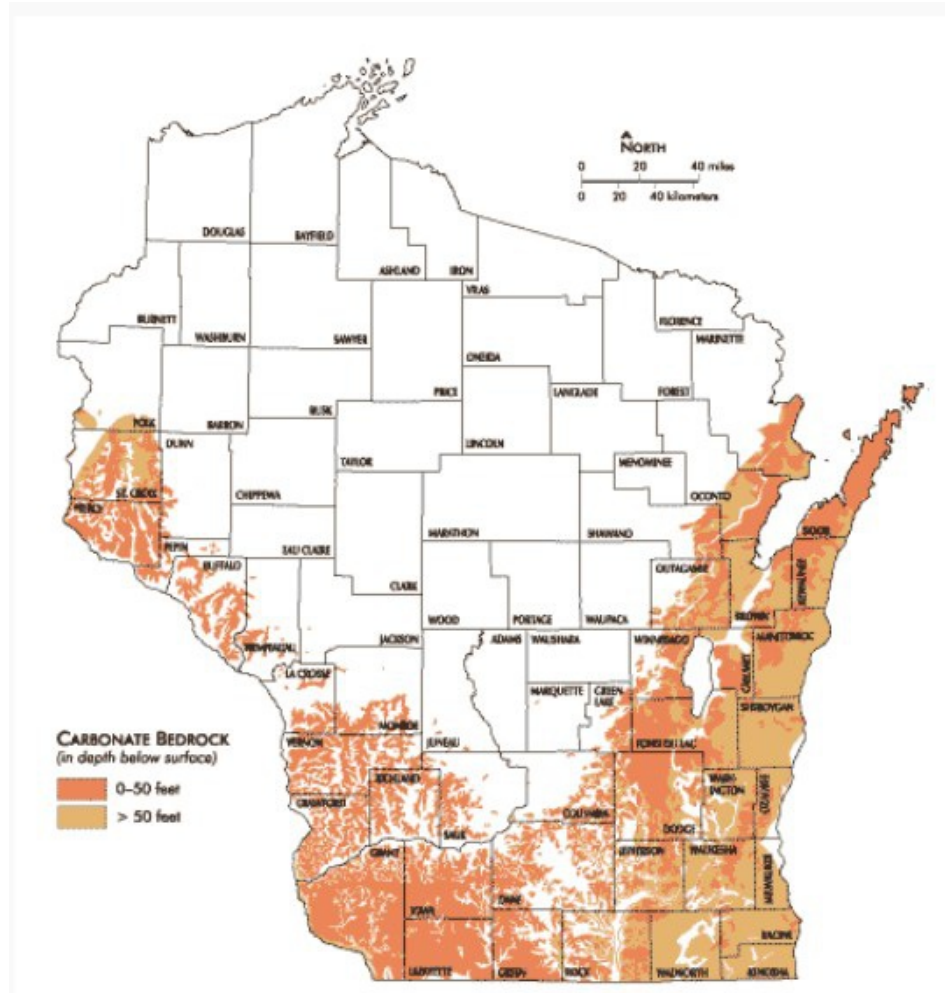 NORTH
0 20 40 miles
0 20 40 kilometers
DOUGLAS
BAYFIELD
ASHLAND
IRON
VILAS
BURNETT
WASHBURN
SAWYER
FLORENCE
MARINETTE
ONEIDA
PRICE
LANGLADE
FOREST
RUSK
POLK
BARRON
DUNN
LINCOLN
TAYLOR
MENOMINEE
ST. CROIX
CHIPPEWA
OCONTO
PIERCE
MARATHON
SHAWANO
DOOR
PEPIN
EAU CLAIRE
BUFFALO
OUTAGAMIE
KEWAUNEE
CLARK
WOOD
PORTAGE
WAUPACA
BROWN
TREMPEALEAU
JACKSON
ADAMS
WAUSHARA
WINNEBAGO
MANITOWOC
CALUMET
LA CROSSE
MARQUETTE
GREEN
LAKE
SHEBOYGAN
MONROE
JUNEAU
FOND DU LAC
VERNON
CARBONATE BEDROCK
(in depth below surface)
0–50 feet
> 50 feet
RICHLAND
WASH-
INGTON
OZAUKEE
CRAWFORD
COLUMBIA
DODGE
SAUK
GRANT
JEFFERSON
WAUKESHA
MILWAUKEE
IOWA
DANE
RACINE
LAFAYETTE
GREEN
ROCK
WALWORTH
KENOSHA